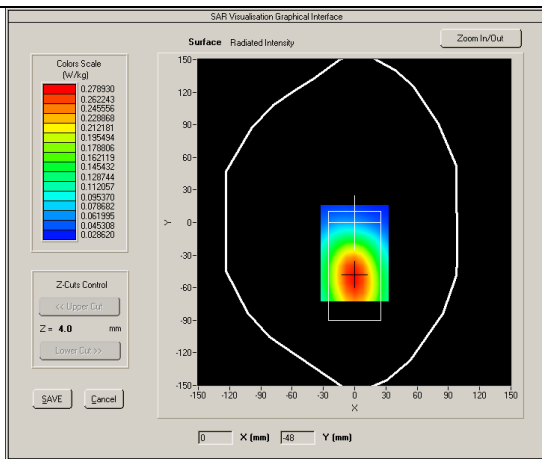 SAR Visualisation Graphical Interface
Surface Radiated Intensity
Zoom In/Out
Colors Scale
(W/kg)
0.278930
0.262243
0.245556
0.228868
0.212181
0.195494
0.178806
0.162119
0.145432
0.128744
0.112057
0.095370
0.078682
0.061995
0.045308
0.028620
Z-Cuts Control
<< Upper Cut
Z = 4.0 mm
Lower Cut >>
SAVE
Cancel
150
120
90
60
30
0
-30
-60
-90
-120
-150
Y
-150 -120 -90 -60 -30 0 30 60 90 120 150
X
0 X (mm) -48 Y (mm)